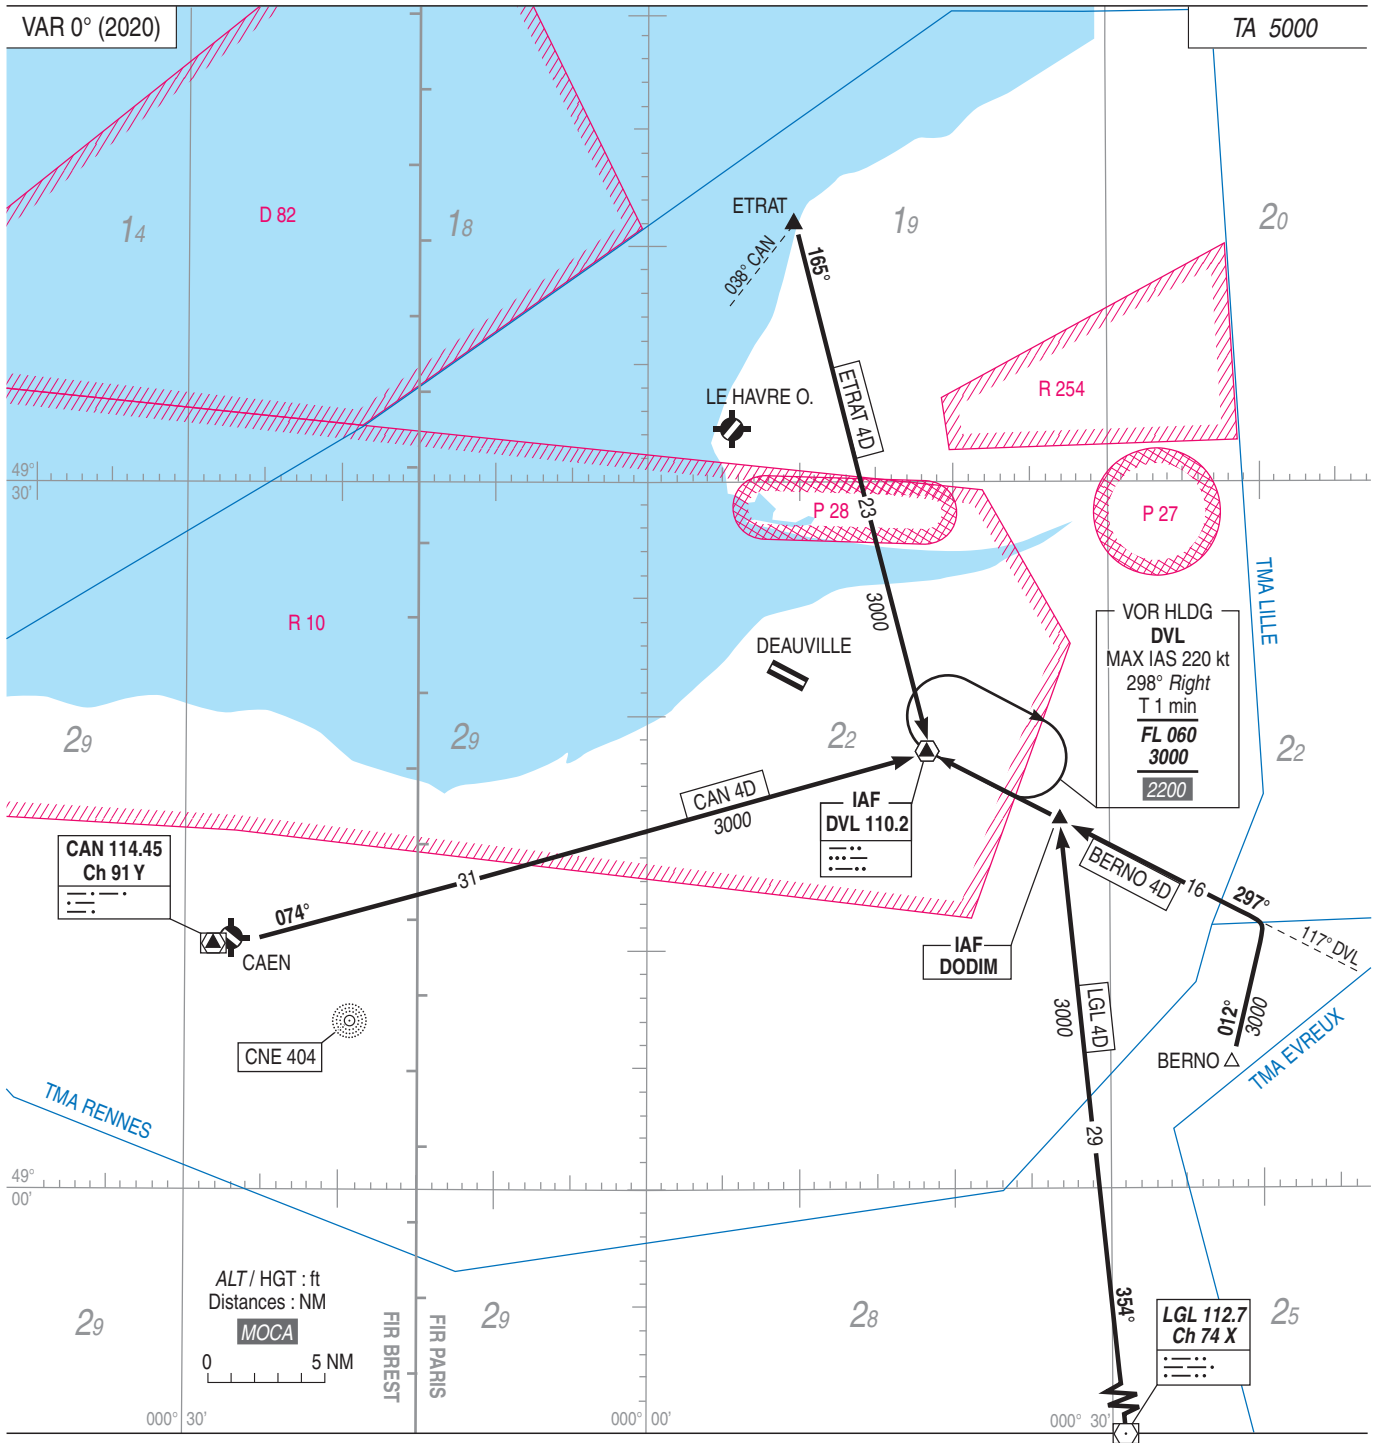 VAR 0° (2020)
TA 5000
ETRAT
14
D 82
18
19
20
038° CAN
165°
ETRAT 4D
R 254
LE HAVRE O.
49°
30'
P 28
23
P 27
TMA LILLE
3000
R 10
DEAUVILLE
VOR HLDG
DVL
MAX IAS 220 kt
298° Right
T 1 min
FL 060
3000
2200
29
29
22
22
CAN 4D
3000
IAF
DVL 110.2
CAN 114.45
Ch 91 Y
31
BERNO 4D
16
297°
074°
117° DVL
CAEN
IAF
DODIM
3000
LGL 4D
012°
3000
CNE 404
BERNO
TMA EVREUX
TMA RENNES
29
49°
00'
ALT / HGT : ft
Distances : NM
MOCA
0 5 NM
FIR BREST
FIR PARIS
29
29
28
25
354°
LGL 112.7
Ch 74 X
000° 30'
000° 00'
000° 30'